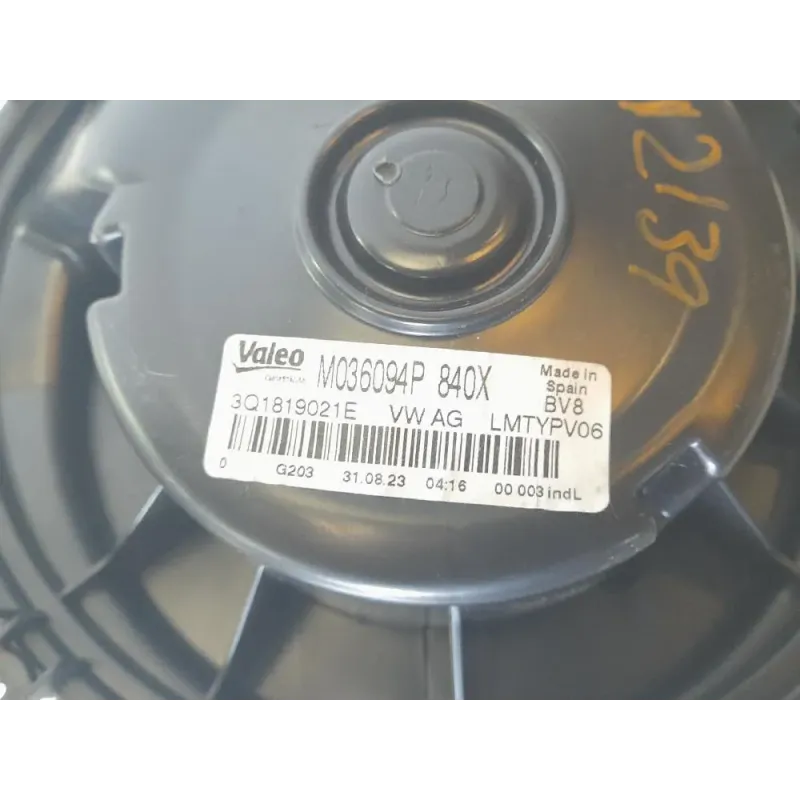 N2139
Valeo M036094P 840X Made in Spain
3Q1819021E VW AG LMTYPV06 BV8
0 G203 31.08.23 04:16 00 003 indL